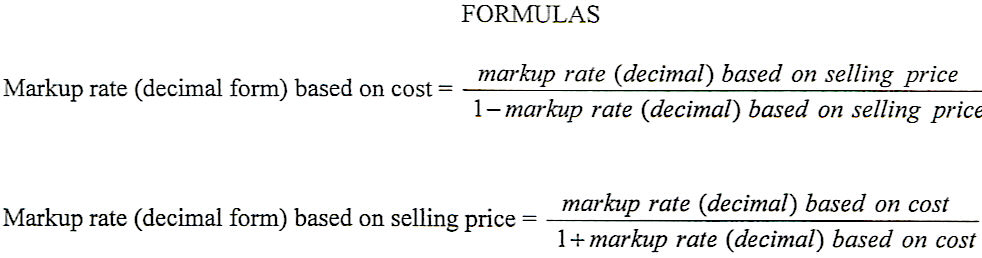 FORMULAS
Markup rate (decimal form) based on cost = markup rate (decimal) based on selling price
1 − markup rate (decimal) based on selling price
Markup rate (decimal form) based on selling price = markup rate (decimal) based on cost
1 + markup rate (decimal) based on cost